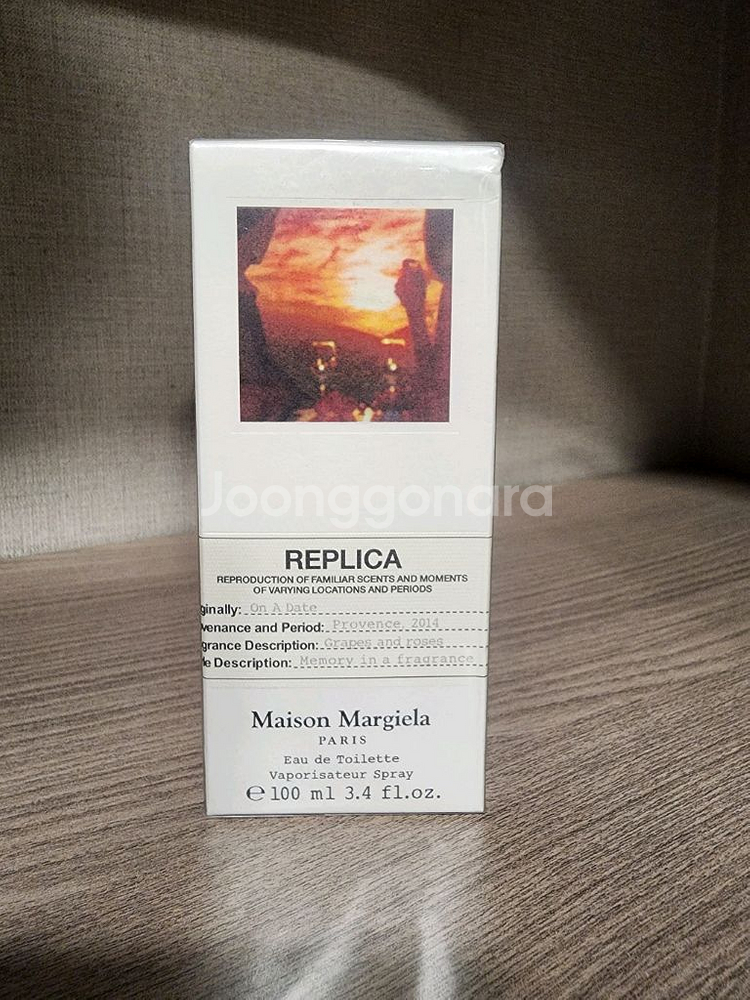 Joonggonara
REPLICA
REPRODUCTION OF FAMILIAR SCENTS AND MOMENTS
OF VARYING LOCATIONS AND PERIODS
ginally: On A Date
venance and Period: Provence, 2014
grance Description: Grapes and roses
le Description: Memory in a fragrance
Maison Margiela
PARIS
Eau de Toilette
Vaporisateur Spray
℮ 100 ml 3.4 fl.oz.